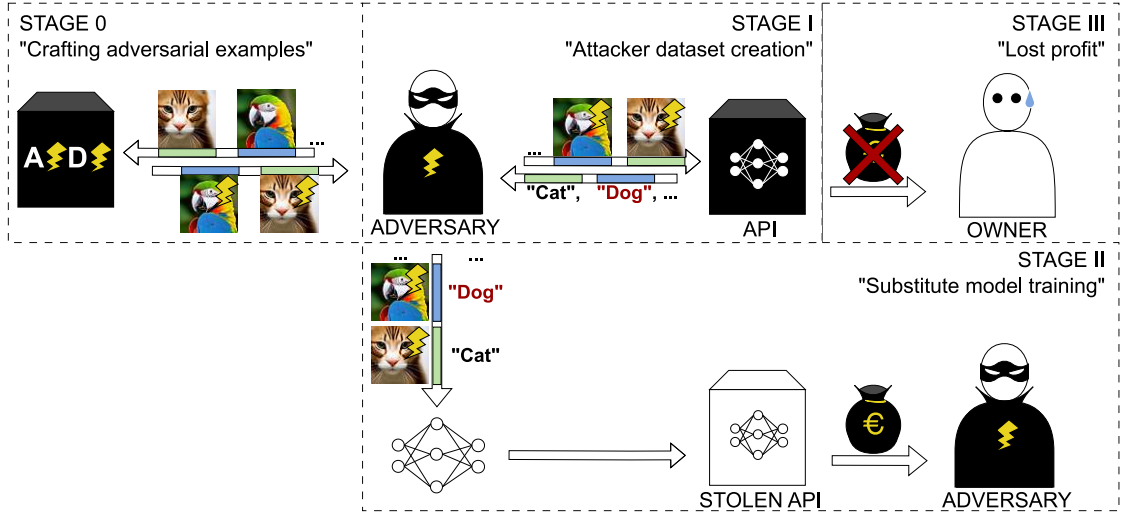 STAGE 0
"Crafting adversarial examples"
A D
...
STAGE I
"Attacker dataset creation"
...
"Cat", "Dog", ...
ADVERSARY
API
STAGE III
"Lost profit"
€
OWNER
... ...
"Dog"
"Cat"
STAGE II
"Substitute model training"
€
STOLEN API
ADVERSARY